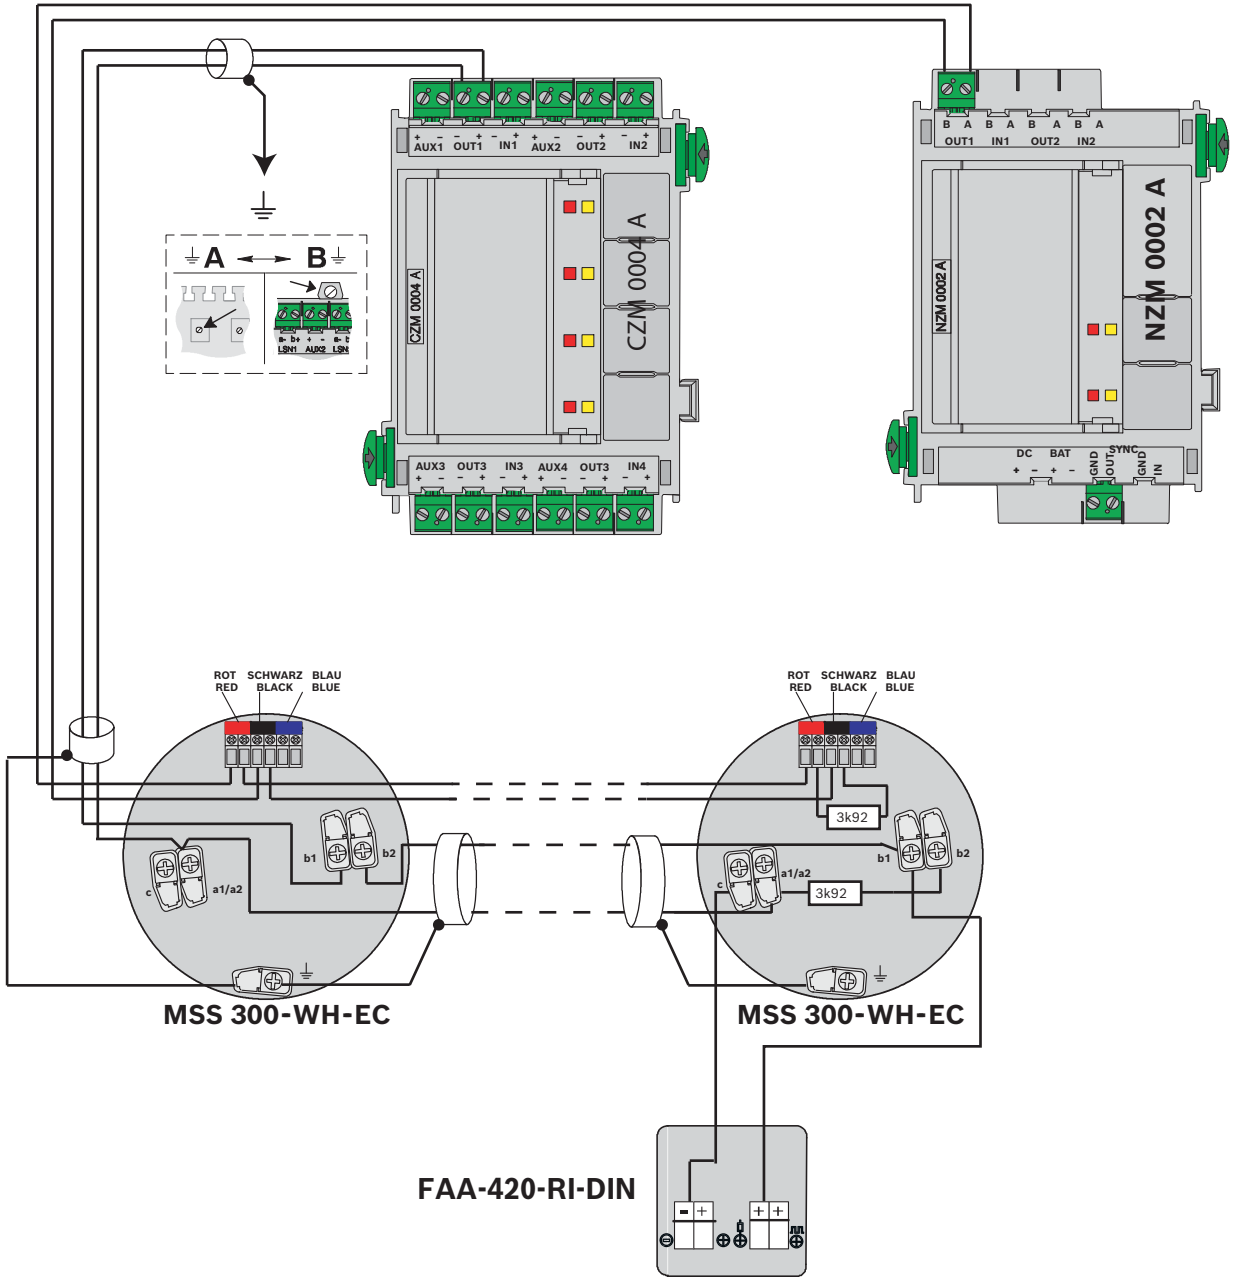 + − − + − + + − − + − +
AUX1 OUT1 IN1 AUX2 OUT2 IN2
B A B A B A B A
OUT1 IN1 OUT2 IN2
A B
a- b+ + - a-
LSN1 AUX2 LSN
CZM 0004 A
CZM 0004 A
NZM 0002 A
NZM 0002 A
AUX3 OUT3 IN3 AUX4 OUT3 IN4
+ − − + − + + − − + − +
DC BAT SYNC
+ − + − GND OUT GND IN
ROT SCHWARZ BLAU
RED BLACK BLUE
ROT SCHWARZ BLAU
RED BLACK BLUE
3k92
b1 b2
c a1/a2
b1 b2
c a1/a2
3k92
MSS 300-WH-EC
MSS 300-WH-EC
FAA-420-RI-DIN
- + + +